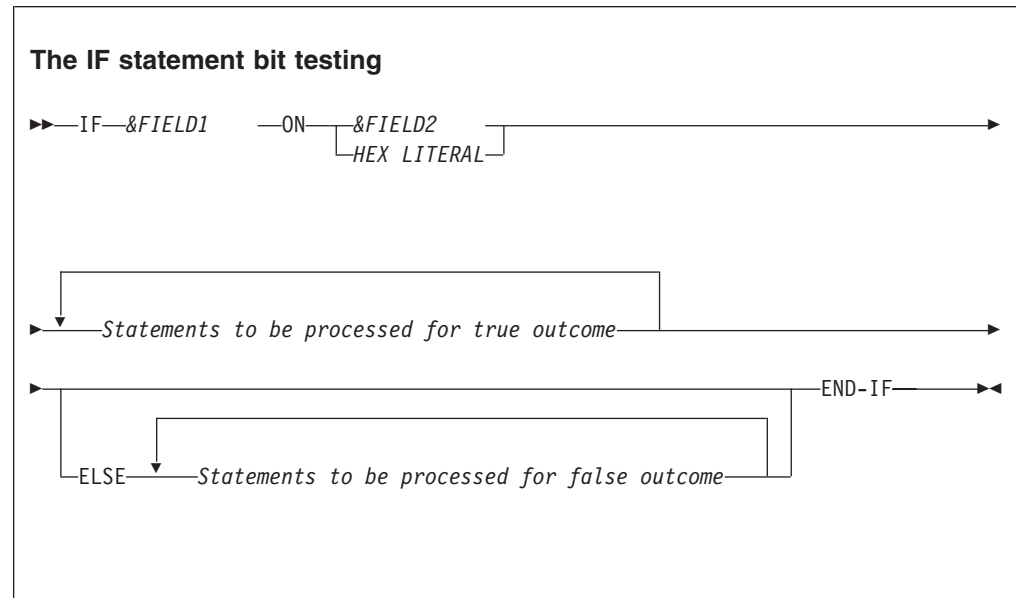 The IF statement bit testing
IF &FIELD1 ON &FIELD2
HEX LITERAL
Statements to be processed for true outcome
END-IF
ELSE Statements to be processed for false outcome